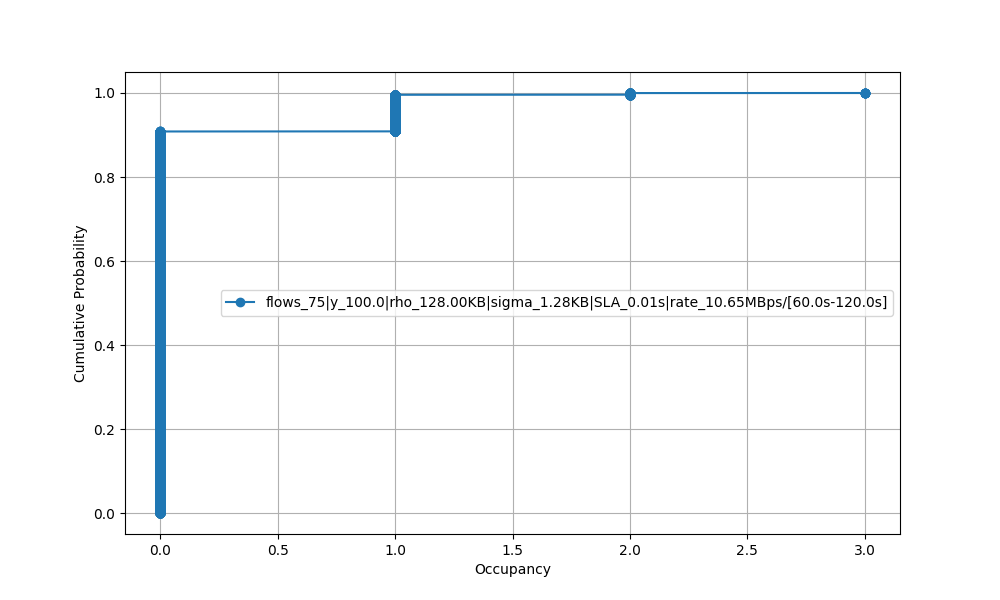 1.0
0.8
0.6
0.4
0.2
0.0
Cumulative Probability
flows_75|y_100.0|rho_128.00KB|sigma_1.28KB|SLA_0.01s|rate_10.65MBps/[60.0s-120.0s]
0.0 0.5 1.0 1.5 2.0 2.5 3.0
Occupancy